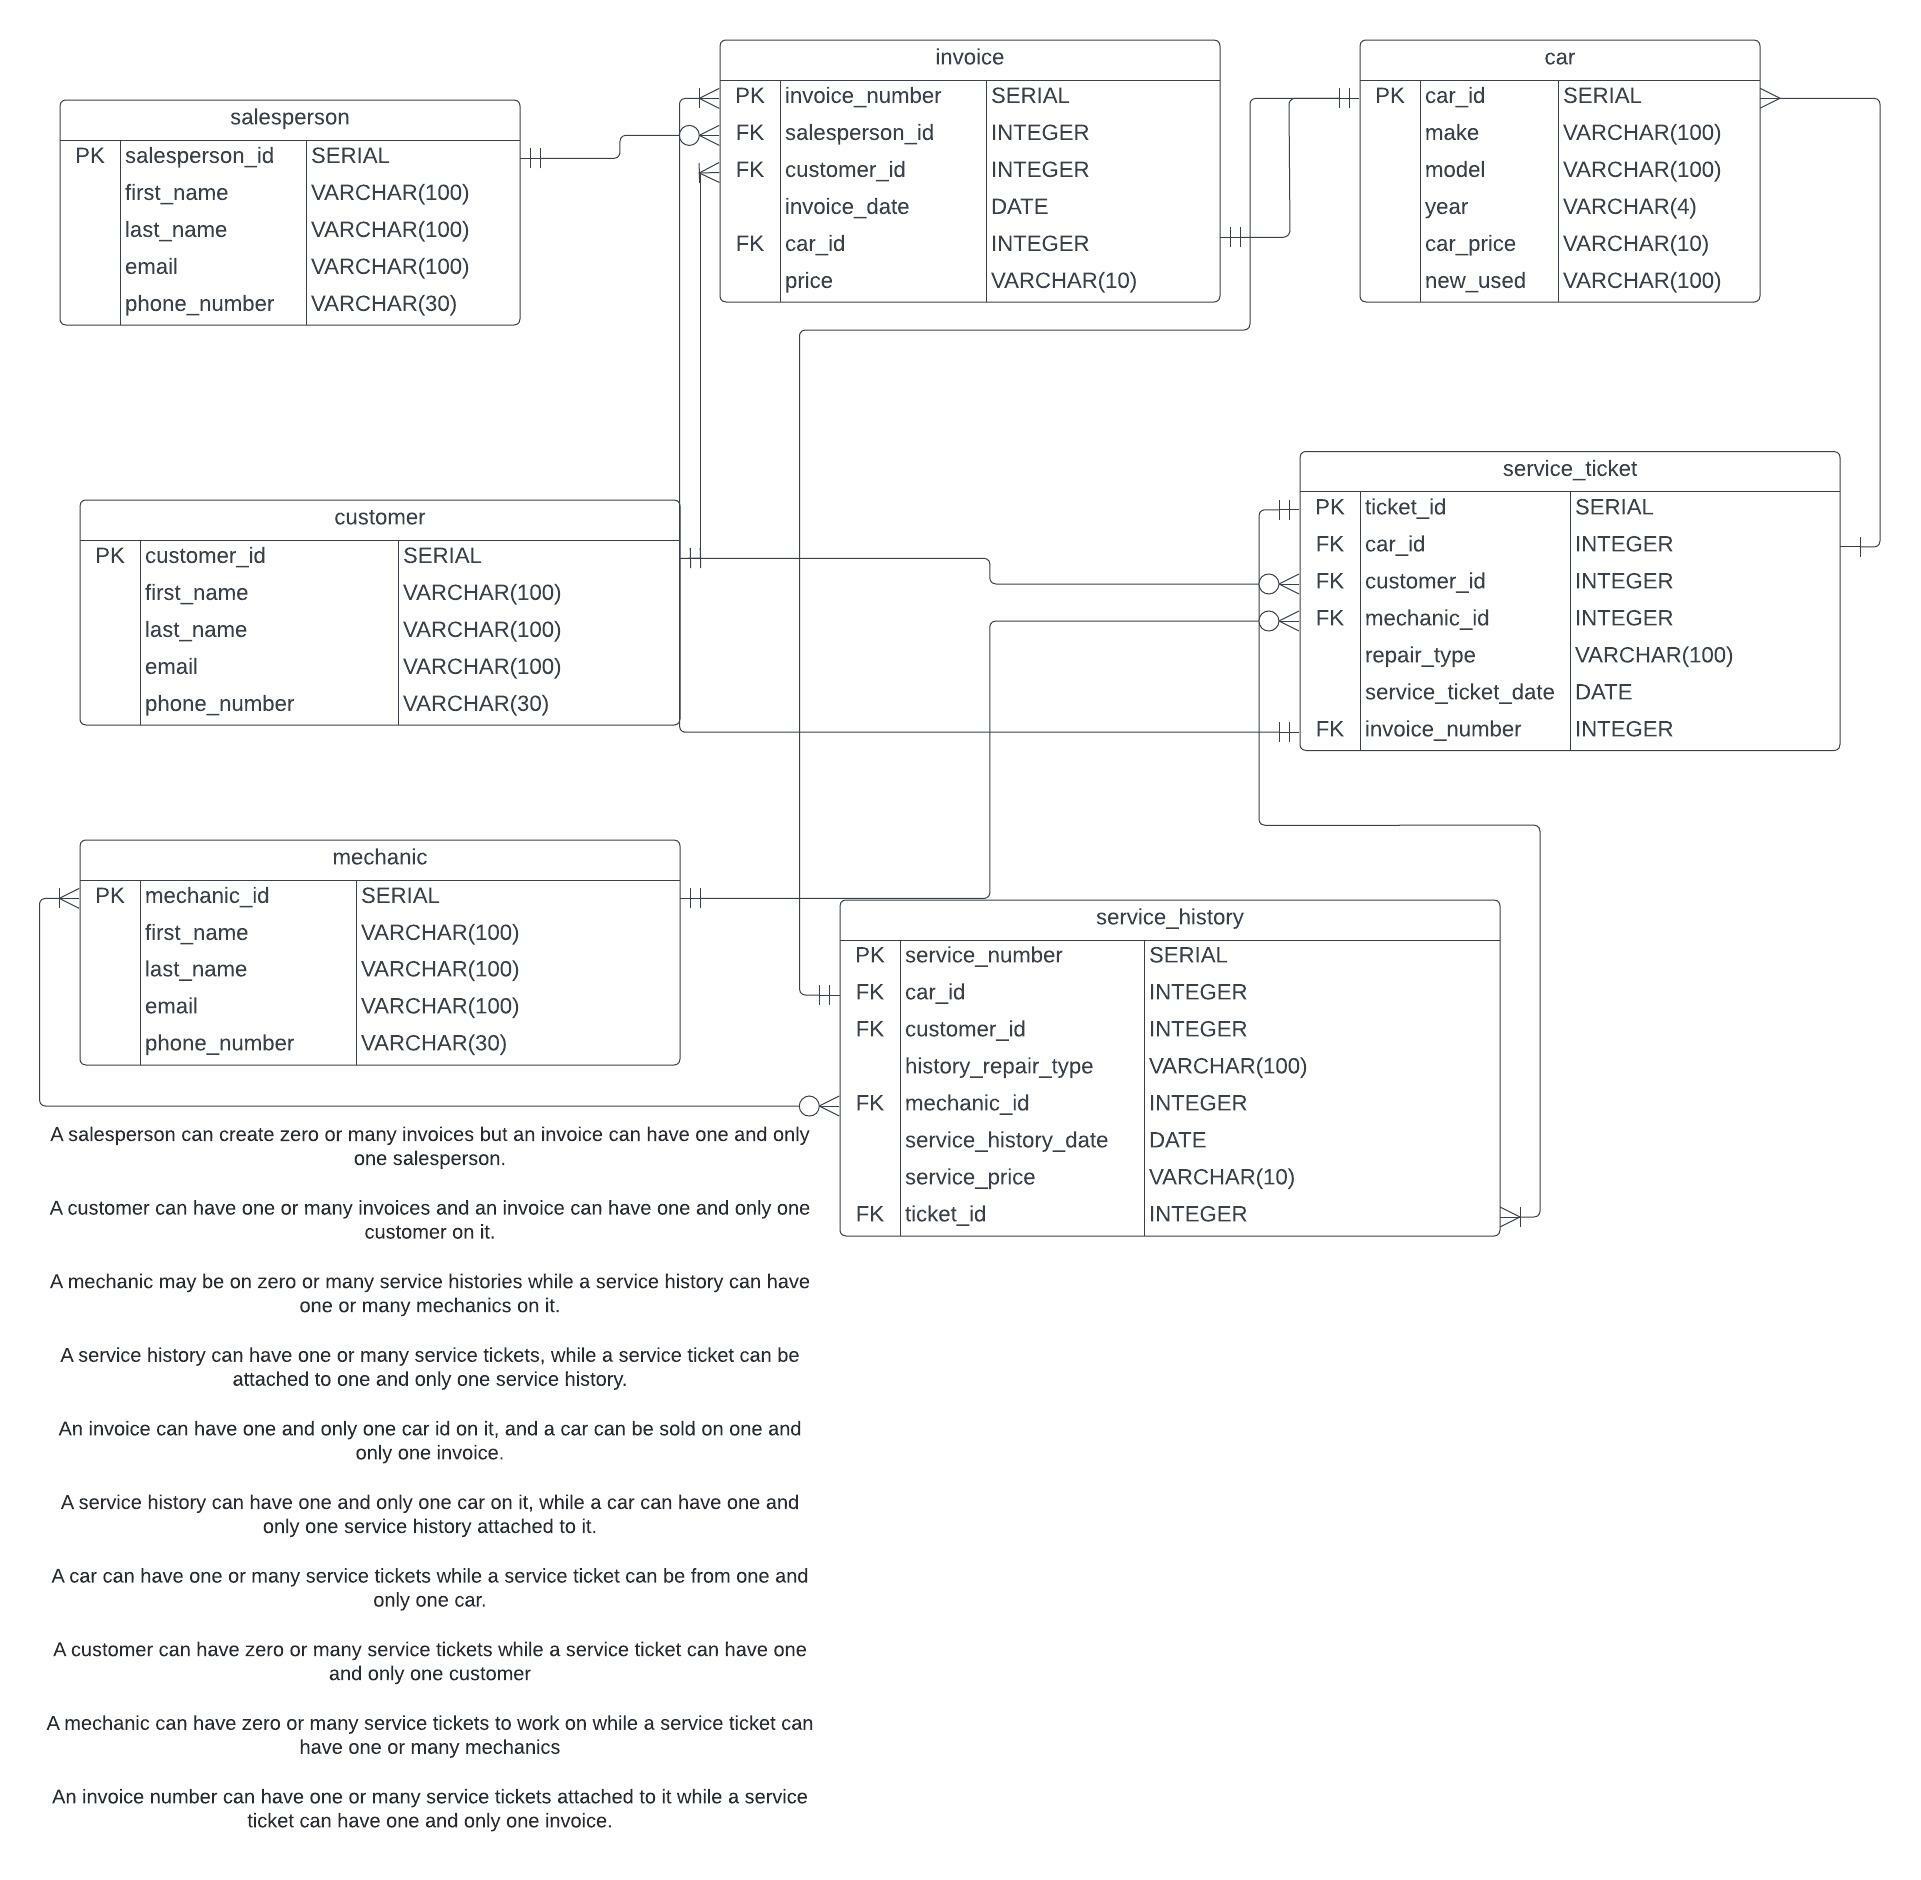 invoice
PK invoice_number SERIAL
FK salesperson_id INTEGER
FK customer_id INTEGER
invoice_date DATE
FK car_id INTEGER
price VARCHAR(10)
car
PK car_id SERIAL
make VARCHAR(100)
model VARCHAR(100)
year VARCHAR(4)
car_price VARCHAR(10)
new_used VARCHAR(100)
salesperson
PK salesperson_id SERIAL
first_name VARCHAR(100)
last_name VARCHAR(100)
email VARCHAR(100)
phone_number VARCHAR(30)
service_ticket
PK ticket_id SERIAL
FK car_id INTEGER
FK customer_id INTEGER
FK mechanic_id INTEGER
repair_type VARCHAR(100)
service_ticket_date DATE
FK invoice_number INTEGER
customer
PK customer_id SERIAL
first_name VARCHAR(100)
last_name VARCHAR(100)
email VARCHAR(100)
phone_number VARCHAR(30)
mechanic
PK mechanic_id SERIAL
first_name VARCHAR(100)
last_name VARCHAR(100)
email VARCHAR(100)
phone_number VARCHAR(30)
service_history
PK service_number SERIAL
FK car_id INTEGER
FK customer_id INTEGER
history_repair_type VARCHAR(100)
FK mechanic_id INTEGER
service_history_date DATE
service_price VARCHAR(10)
FK ticket_id INTEGER
A salesperson can create zero or many invoices but an invoice can have one and only
one salesperson.
A customer can have one or many invoices and an invoice can have one and only one
customer on it.
A mechanic may be on zero or many service histories while a service history can have
one or many mechanics on it.
A service history can have one or many service tickets, while a service ticket can be
attached to one and only one service history.
An invoice can have one and only one car id on it, and a car can be sold on one and
only one invoice.
A service history can have one and only one car on it, while a car can have one and
only one service history attached to it.
A car can have one or many service tickets while a service ticket can be from one and
only one car.
A customer can have zero or many service tickets while a service ticket can have one
and only one customer
A mechanic can have zero or many service tickets to work on while a service ticket can
have one or many mechanics
An invoice number can have one or many service tickets attached to it while a service
ticket can have one and only one invoice.